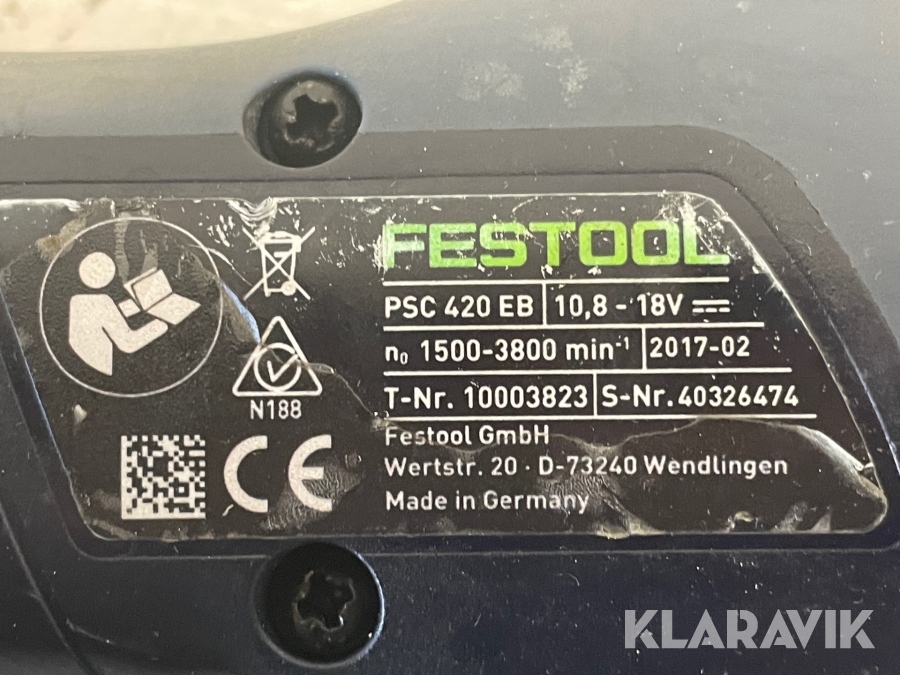 FESTOOL
PSC 420 EB 10,8 - 18V
n₀ 1500-3800 min⁻¹ 2017-02
T-Nr. 10003823 S-Nr. 40326474
Festool GmbH
Wertstr. 20 · D-73240 Wendlingen
Made in Germany
N188
CE
KLARAVIK